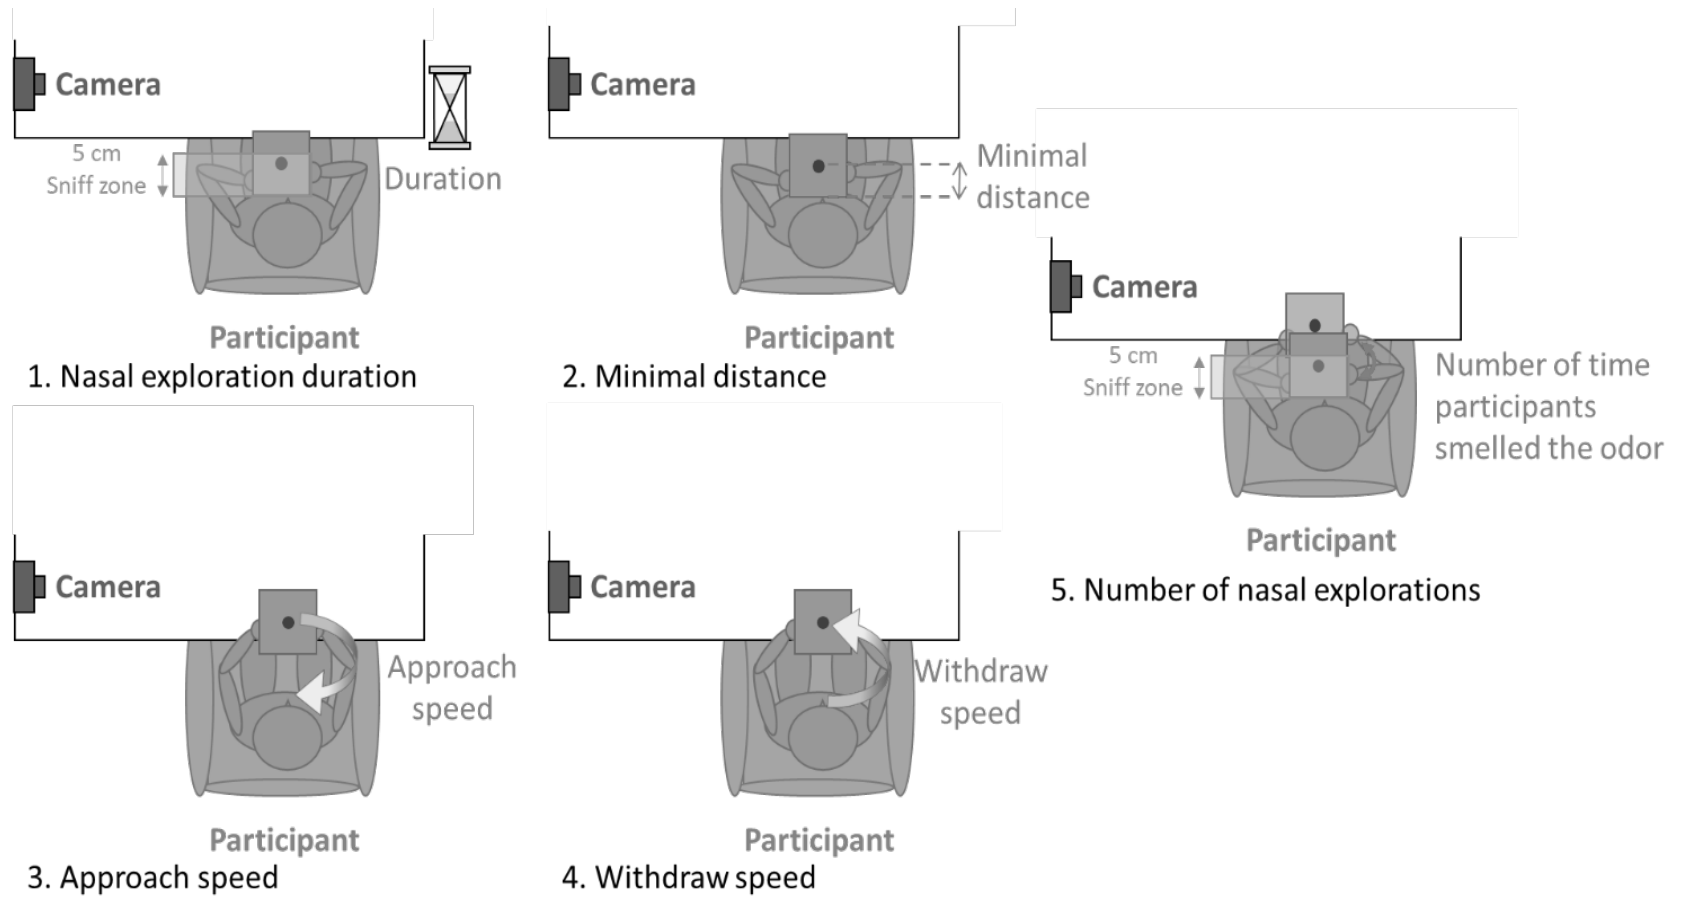 Camera
5 cm
Sniff zone
Duration
Participant
1. Nasal exploration duration
Camera
Minimal
distance
Participant
2. Minimal distance
Camera
Approach
speed
Participant
3. Approach speed
Camera
Withdraw
speed
Participant
4. Withdraw speed
Camera
5 cm
Sniff zone
Number of time
participants
smelled the odor
Participant
5. Number of nasal explorations